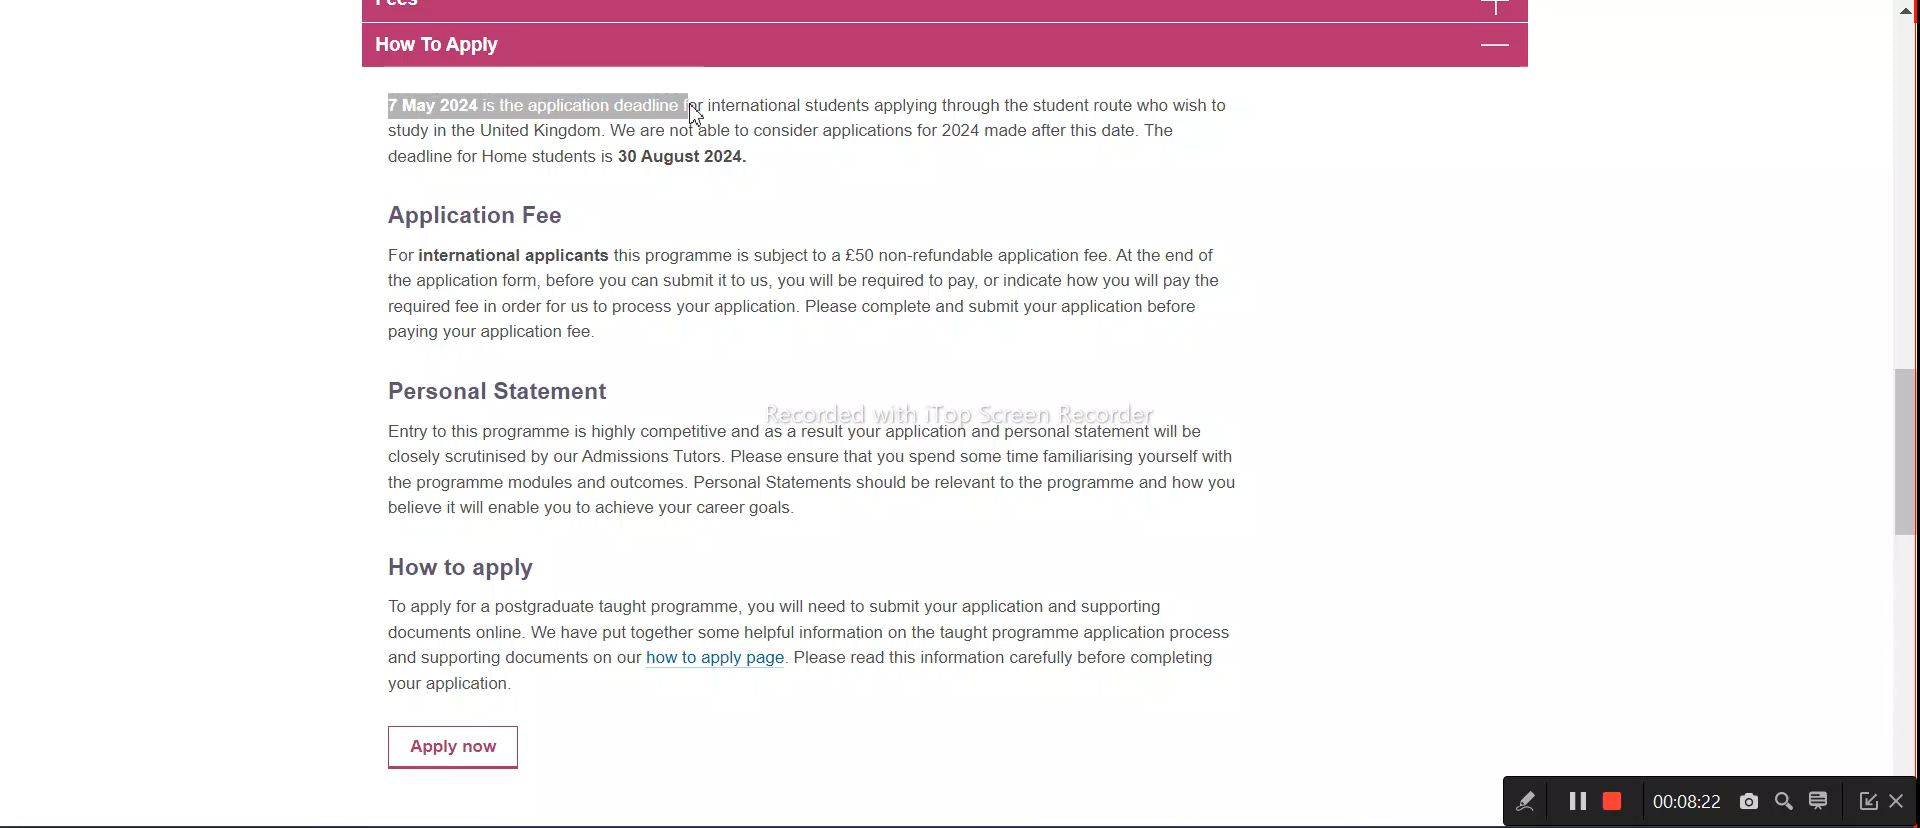 Fees
How To Apply
7 May 2024 is the application deadline for international students applying through the student route who wish to
study in the United Kingdom. We are not able to consider applications for 2024 made after this date. The
deadline for Home students is 30 August 2024.
Application Fee
For international applicants this programme is subject to a £50 non-refundable application fee. At the end of
the application form, before you can submit it to us, you will be required to pay, or indicate how you will pay the
required fee in order for us to process your application. Please complete and submit your application before
paying your application fee.
Personal Statement
Recorded with iTop Screen Recorder
Entry to this programme is highly competitive and as a result your application and personal statement will be
closely scrutinised by our Admissions Tutors. Please ensure that you spend some time familiarising yourself with
the programme modules and outcomes. Personal Statements should be relevant to the programme and how you
believe it will enable you to achieve your career goals.
How to apply
To apply for a postgraduate taught programme, you will need to submit your application and supporting
documents online. We have put together some helpful information on the taught programme application process
and supporting documents on our how to apply page. Please read this information carefully before completing
your application.
Apply now
00:08:22